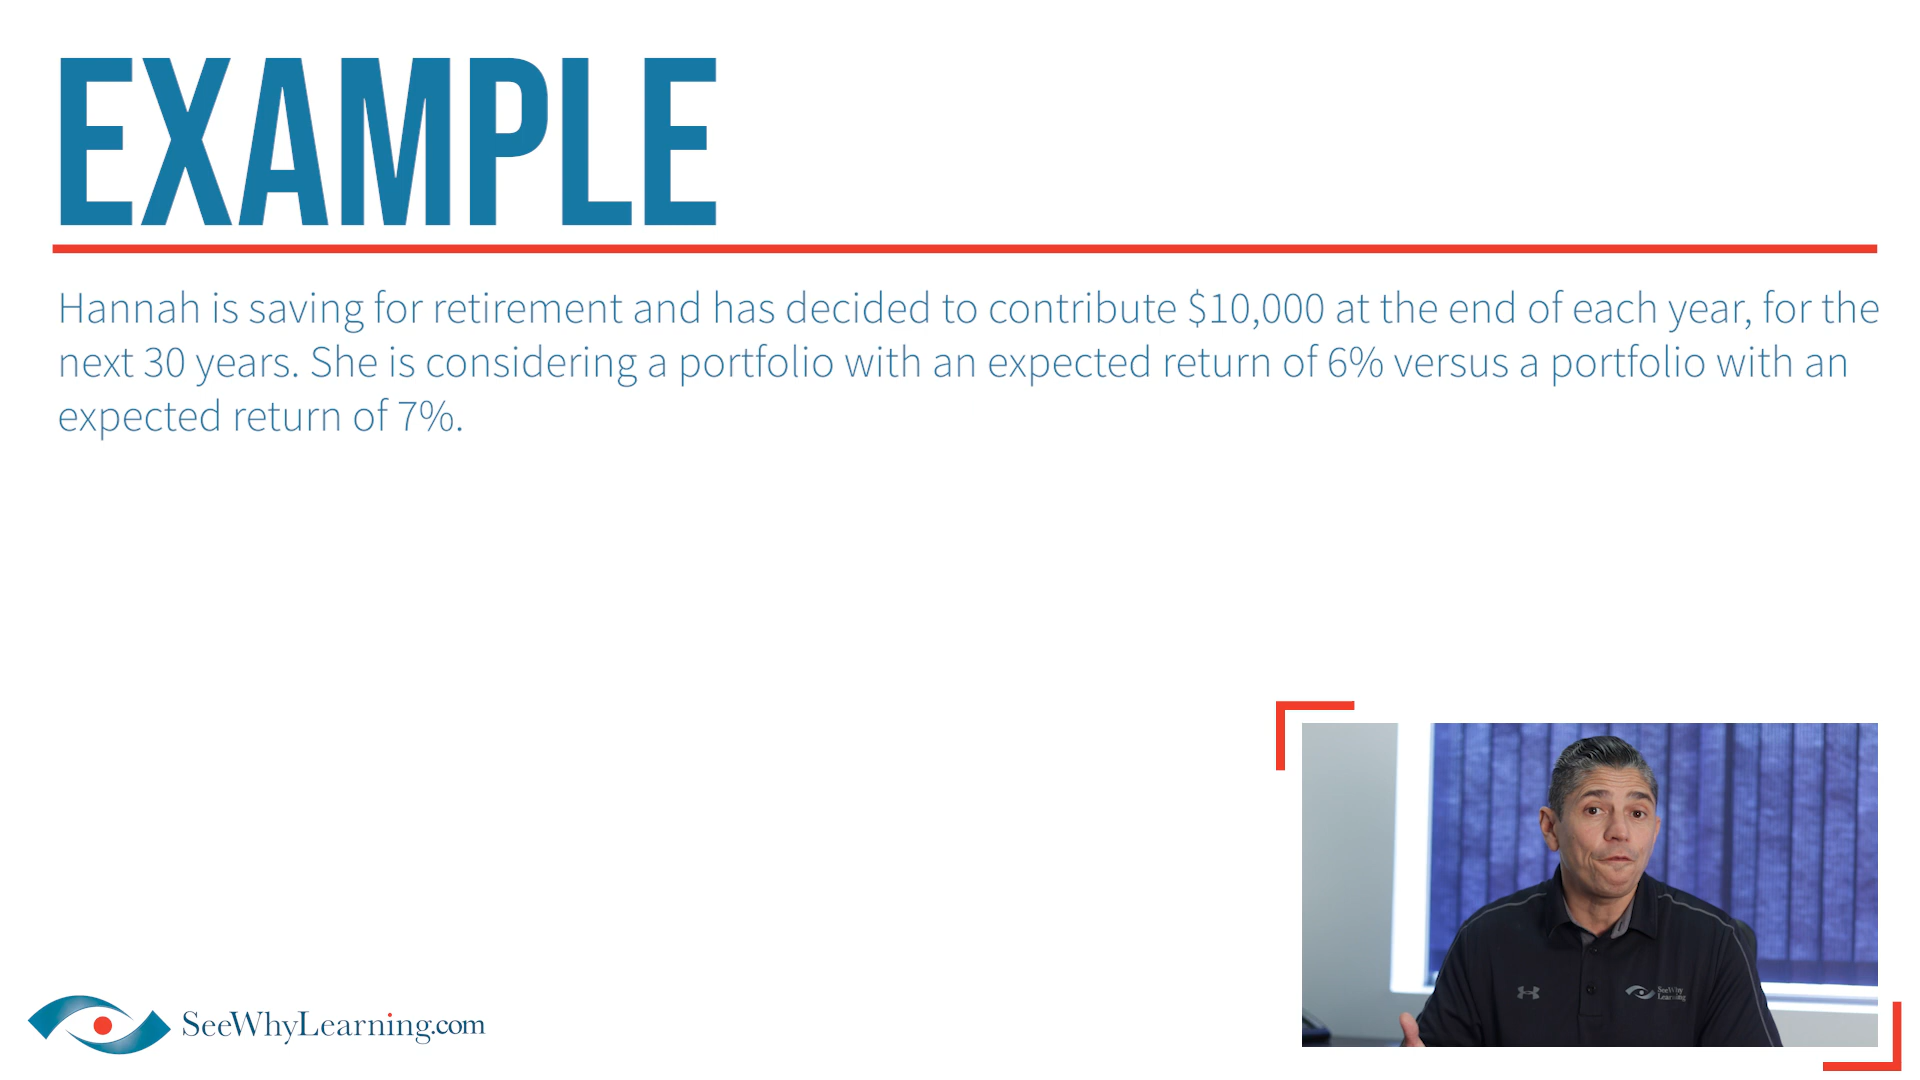 EXAMPLE
Hannah is saving for retirement and has decided to contribute $10,000 at the end of each year, for the
next 30 years. She is considering a portfolio with an expected return of 6% versus a portfolio with an
expected return of 7%.
SeeWhy
Learning
SeeWhyLearning.com